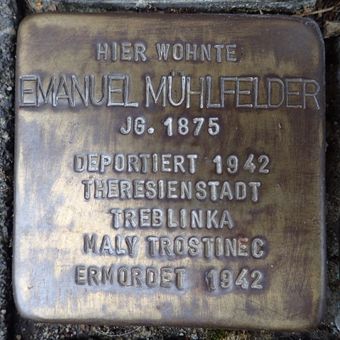 HIER WOHNTE
EMANUEL MÜHLFELDER
JG. 1875
DEPORTIERT 1942
THERESIENSTADT
TREBLINKA
MALY TROSTINEC
ERMORDET 1942